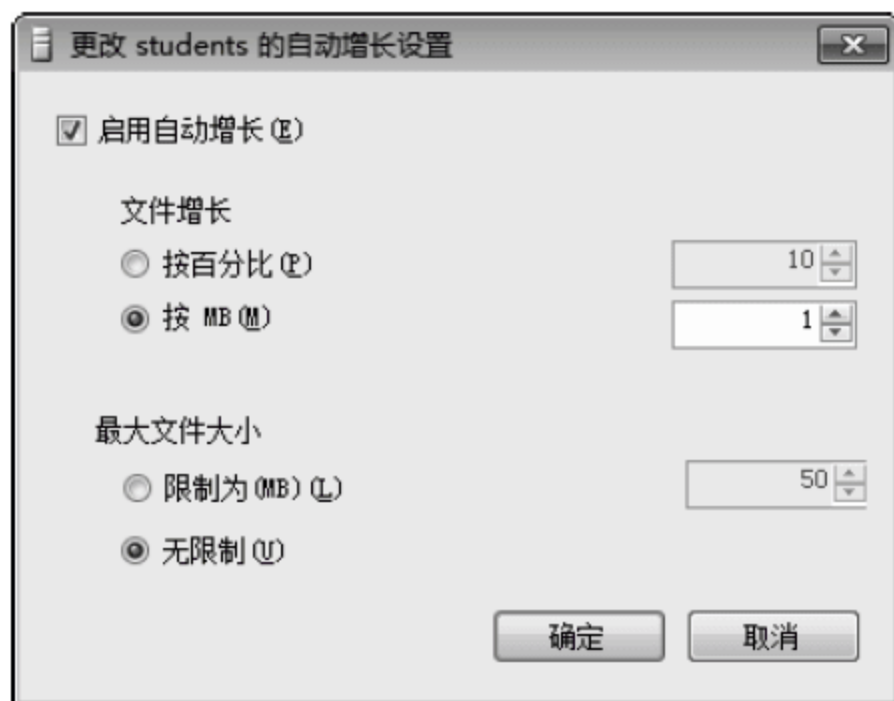 更改 students 的自动增长设置
启用自动增长(E)
文件增长
按百分比(P) 10
按 MB(M) 1
最大文件大小
限制为(MB)(L) 50
无限制(U)
确定 取消